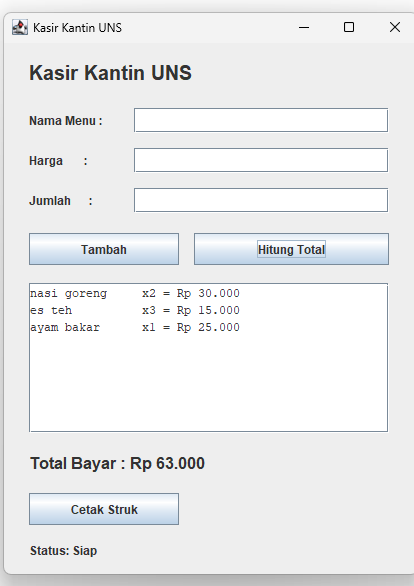 Kasir Kantin UNS
Kasir Kantin UNS
Nama Menu :
Harga :
Jumlah :
Tambah Hitung Total
nasi goreng x2 = Rp 30.000
es teh x3 = Rp 15.000
ayam bakar x1 = Rp 25.000
Total Bayar : Rp 63.000
Cetak Struk
Status: Siap